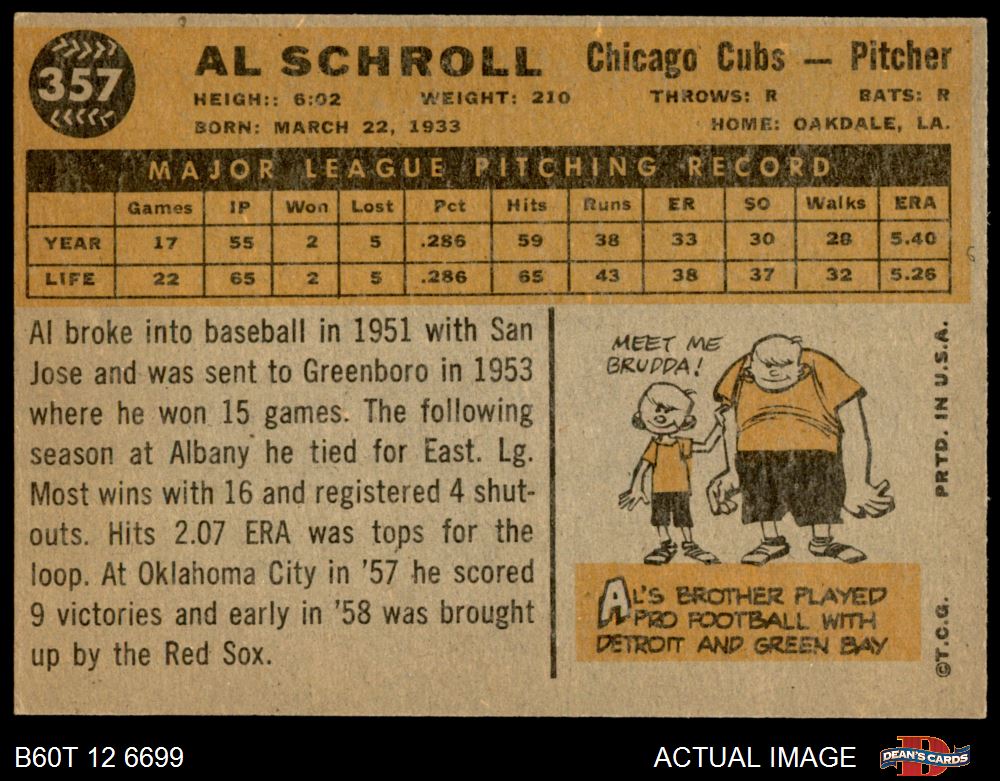 357
AL SCHROLL
Chicago Cubs — Pitcher
HEIGH:: 6:02 WEIGHT: 210 THROWS: R BATS: R
BORN: MARCH 22, 1933 HOME: OAKDALE, LA.
MAJOR LEAGUE PITCHING RECORD
Games IP Won Lost Pct Hits Runs ER SO Walks ERA
YEAR 17 55 2 5 .286 59 38 33 30 28 5.40
LIFE 22 65 2 5 .286 65 43 38 37 32 5.26
Al broke into baseball in 1951 with San
Jose and was sent to Greenboro in 1953
where he won 15 games. The following
season at Albany he tied for East. Lg.
Most wins with 16 and registered 4 shut-
outs. Hits 2.07 ERA was tops for the
loop. At Oklahoma City in '57 he scored
9 victories and early in '58 was brought
up by the Red Sox.
MEET ME
BRUDDA!
AL'S BROTHER PLAYED
PRO FOOTBALL WITH
DETROIT AND GREEN BAY
PRTD. IN U.S.A.
©T.C.G.
B60T 12 6699
ACTUAL IMAGE
DEAN'S CARDS